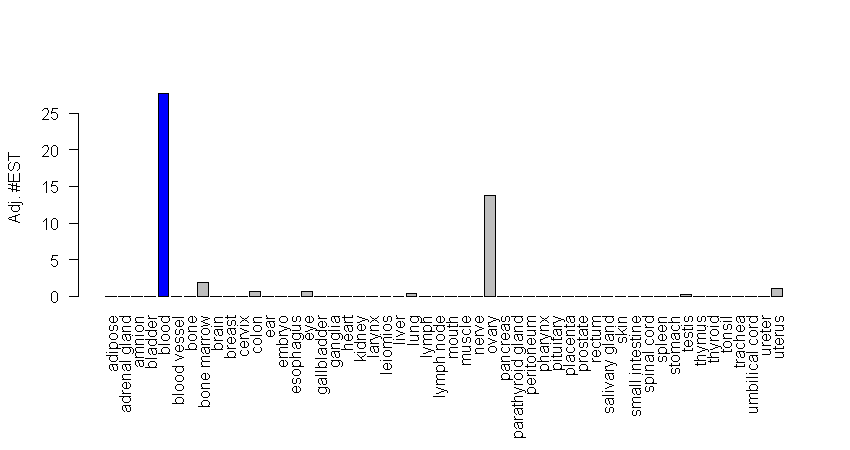 Adj. #EST
25
20
15
10
5
0
adipose
adrenal gland
amnion
bladder
blood
blood vessel
bone
bone marrow
brain
breast
cervix
colon
ear
embryo
esophagus
eye
gallbladder
ganglia
heart
kidney
larynx
leiomios
liver
lung
lymph
lymph node
mouth
muscle
nerve
ovary
pancreas
parathyroid gland
peritoneum
pharynx
pituitary
placenta
prostate
rectum
salivary gland
skin
small intestine
spinal cord
spleen
stomach
testis
thymus
thyroid
tonsil
trachea
umbilical cord
ureter
uterus